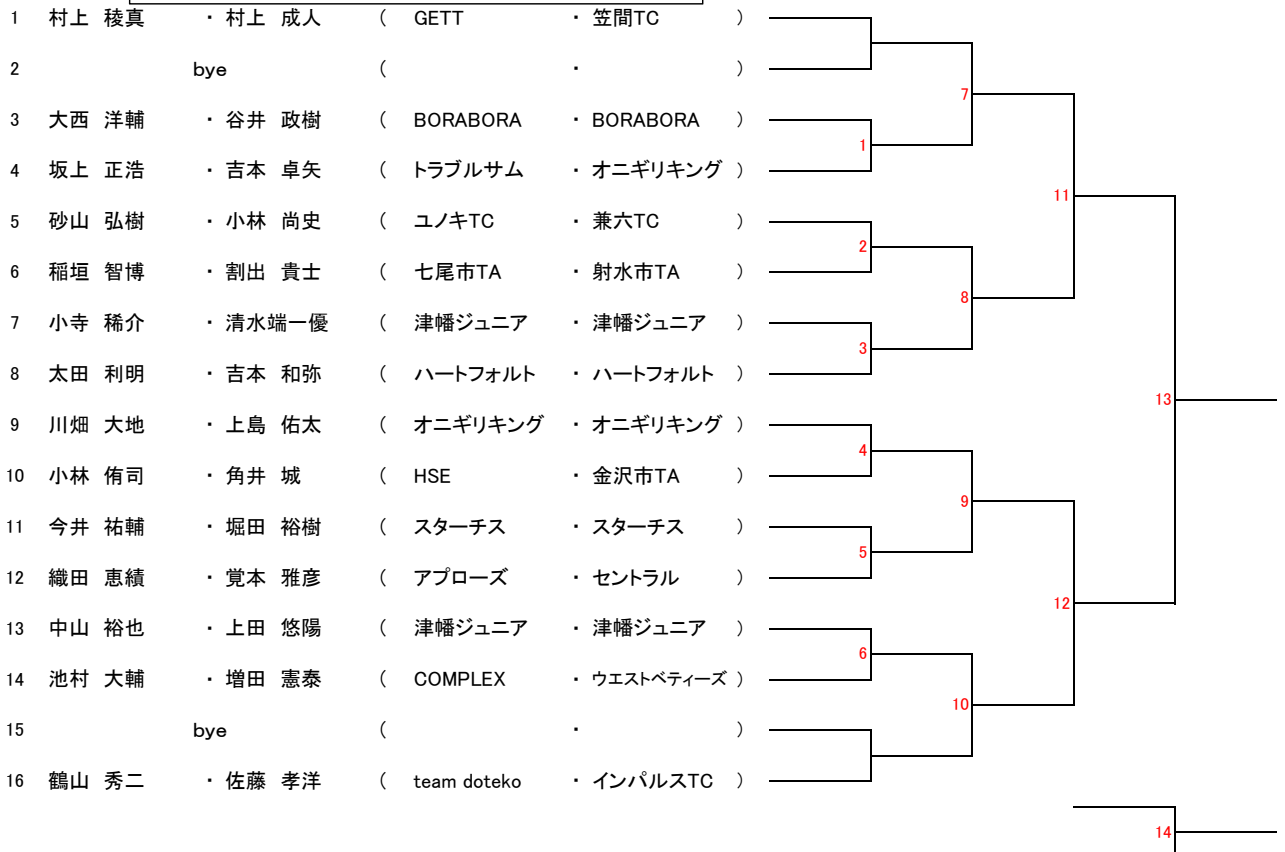 1 村上 稜真 ・ 村上 成人 ( GETT ・ 笠間TC )
2 bye ( ・ )
7
3 大西 洋輔 ・ 谷井 政樹 ( BORABORA ・ BORABORA )
1
4 坂上 正浩 ・ 吉本 卓矢 ( トラブルサム ・ オニギリキング )
11
5 砂山 弘樹 ・ 小林 尚史 ( ユノキTC ・ 兼六TC )
2
6 稲垣 智博 ・ 割出 貴士 ( 七尾市TA ・ 射水市TA )
8
7 小寺 稀介 ・ 清水端一優 ( 津幡ジュニア ・ 津幡ジュニア )
3
8 太田 利明 ・ 吉本 和弥 ( ハートフォルト ・ ハートフォルト )
13
9 川畑 大地 ・ 上島 佑太 ( オニギリキング ・ オニギリキング )
4
10 小林 侑司 ・ 角井 城 ( HSE ・ 金沢市TA )
9
11 今井 祐輔 ・ 堀田 裕樹 ( スターチス ・ スターチス )
5
12 織田 恵績 ・ 覚本 雅彦 ( アプローズ ・ セントラル )
12
13 中山 裕也 ・ 上田 悠陽 ( 津幡ジュニア ・ 津幡ジュニア )
6
14 池村 大輔 ・ 増田 憲泰 ( COMPLEX ・ ウエストベティーズ )
10
15 bye ( ・ )
16 鶴山 秀二 ・ 佐藤 孝洋 ( team doteko ・ インパルスTC )
14